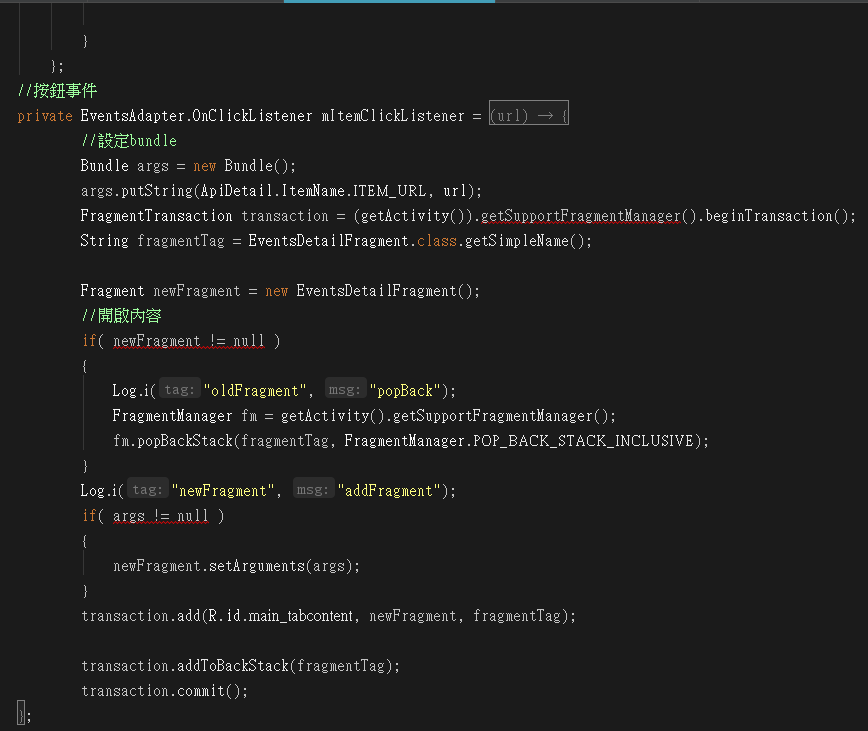 }
};
//按鈕事件
private EventsAdapter.OnClickListener mItemClickListener = (url) → {
//設定bundle
Bundle args = new Bundle();
args.putString(ApiDetail.ItemName.ITEM_URL, url);
FragmentTransaction transaction = (getActivity()).getSupportFragmentManager().beginTransaction();
String fragmentTag = EventsDetailFragment.class.getSimpleName();
Fragment newFragment = new EventsDetailFragment();
//開啟內容
if( newFragment != null )
{
Log.i( tag: "oldFragment", msg: "popBack");
FragmentManager fm = getActivity().getSupportFragmentManager();
fm.popBackStack(fragmentTag, FragmentManager.POP_BACK_STACK_INCLUSIVE);
}
Log.i( tag: "newFragment", msg: "addFragment");
if( args != null )
{
newFragment.setArguments(args);
}
transaction.add(R.id.main_tabcontent, newFragment, fragmentTag);
transaction.addToBackStack(fragmentTag);
transaction.commit();
};